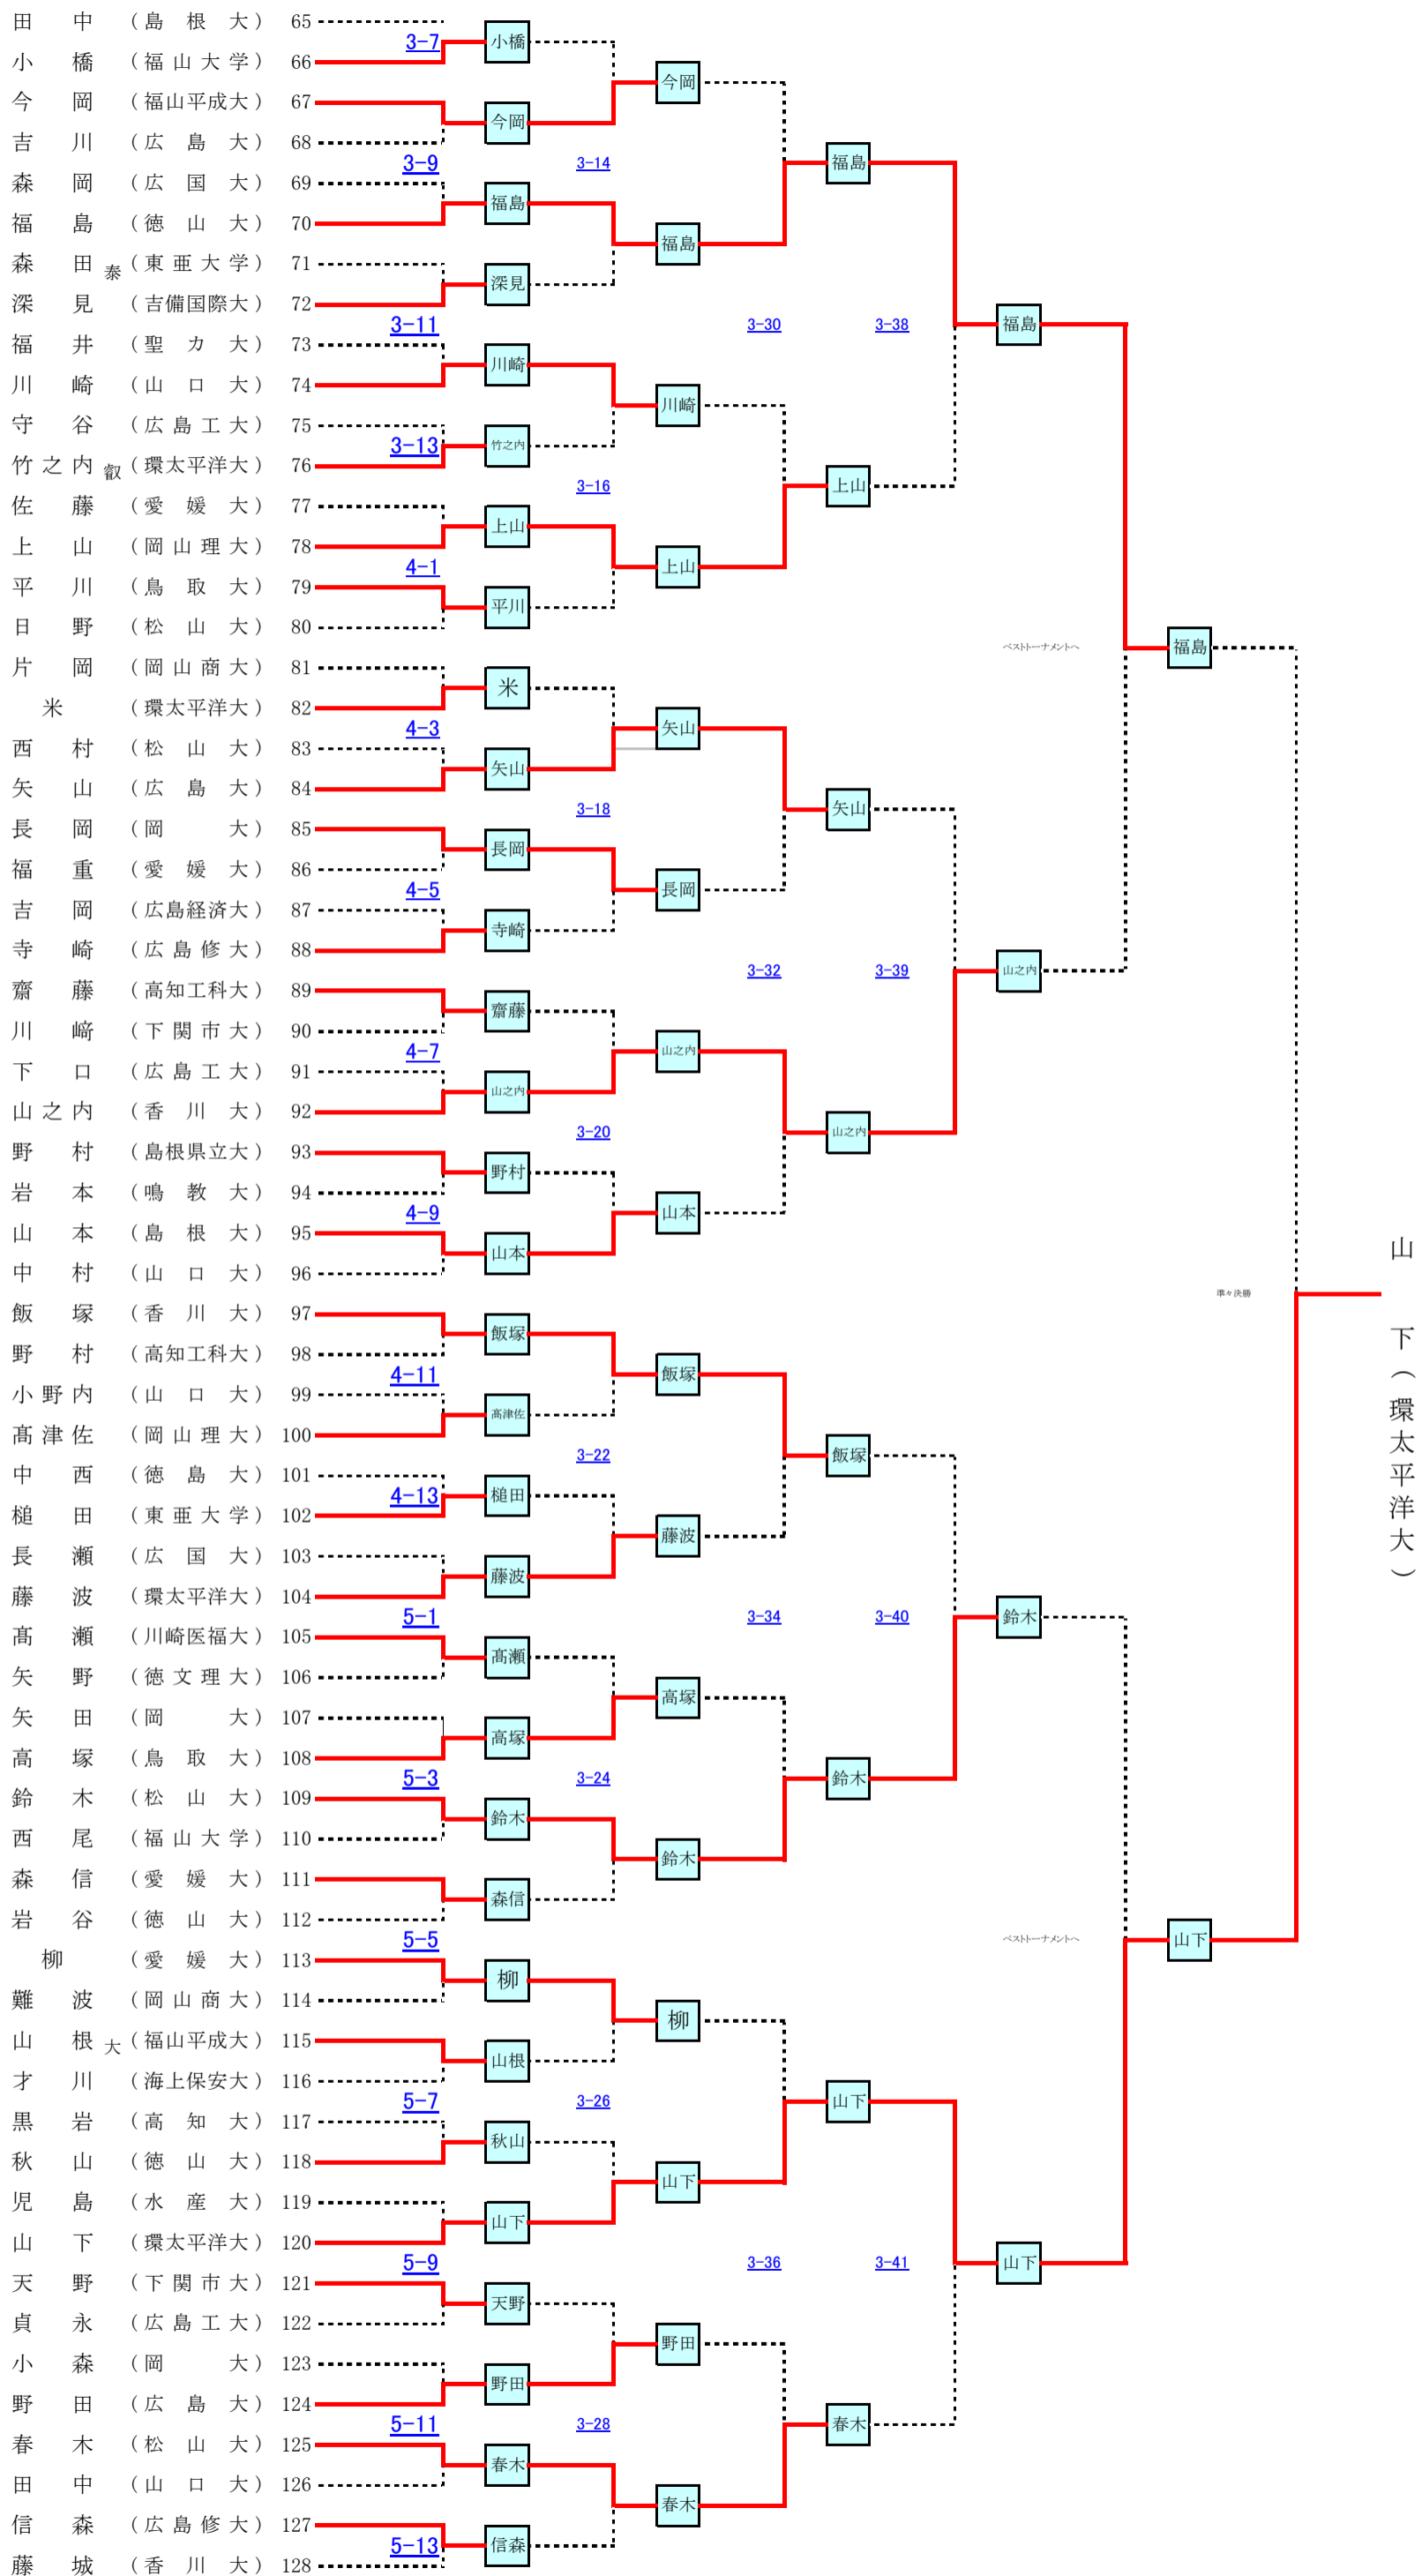 田中（島根大）65
3-7
小橋
小橋（福山大学）66
今岡
今岡（福山平成大）67
今岡
吉川（広島大）68
3-9
3-14
福島
森岡（広国大）69
福島
福島（徳山大）70
福島
森田泰（東亜大学）71
深見
深見（吉備国際大）72
3-11
3-30
3-38
福島
福井（聖カ大）73
川崎
川崎（山口大）74
川崎
守谷（広島工大）75
3-13
竹之内
竹之内叡（環太平洋大）76
3-16
上山
佐藤（愛媛大）77
上山
上山（岡山理大）78
4-1
上山
平川（鳥取大）79
平川
日野（松山大）80
ベストーナメントへ
福島
片岡（岡山商大）81
米
米（環太平洋大）82
4-3
矢山
西村（松山大）83
矢山
矢山（広島大）84
3-18
矢山
長岡（岡大）85
長岡
福重（愛媛大）86
4-5
長岡
吉岡（広島経済大）87
寺崎
寺崎（広島修大）88
3-32
3-39
山之内
齋藤（高知工科大）89
齋藤
川﨑（下関市大）90
4-7
山之内
下口（広島工大）91
山之内
山之内（香川大）92
3-20
山之内
野村（島根県立大）93
野村
岩本（鳴教大）94
4-9
山本
山本（島根大）95
山本
中村（山口大）96
準々決勝
山下（環太平洋大）
飯塚（香川大）97
飯塚
野村（高知工科大）98
4-11
飯塚
小野内（山口大）99
髙津佐
髙津佐（岡山理大）100
3-22
飯塚
中西（徳島大）101
4-13
槌田
槌田（東亜大学）102
藤波
長瀬（広国大）103
藤波
藤波（環太平洋大）104
5-1
3-34
3-40
鈴木
髙瀬（川崎医福大）105
髙瀬
矢野（徳文理大）106
高塚
矢田（岡大）107
高塚
高塚（鳥取大）108
5-3
3-24
鈴木
鈴木（松山大）109
鈴木
西尾（福山大学）110
鈴木
森信（愛媛大）111
森信
岩谷（徳山大）112
5-5
ベストーナメントへ
山下
柳（愛媛大）113
柳
難波（岡山商大）114
柳
山根大（福山平成大）115
山根
才川（海上保安大）116
5-7
3-26
山下
黒岩（高知大）117
秋山
秋山（徳山大）118
山下
児島（水産大）119
山下
山下（環太平洋大）120
5-9
3-36
3-41
山下
天野（下関市大）121
天野
貞永（広島工大）122
野田
小森（岡大）123
野田
野田（広島大）124
5-11
3-28
春木
春木（松山大）125
春木
田中（山口大）126
春木
信森（広島修大）127
5-13
信森
藤城（香川大）128